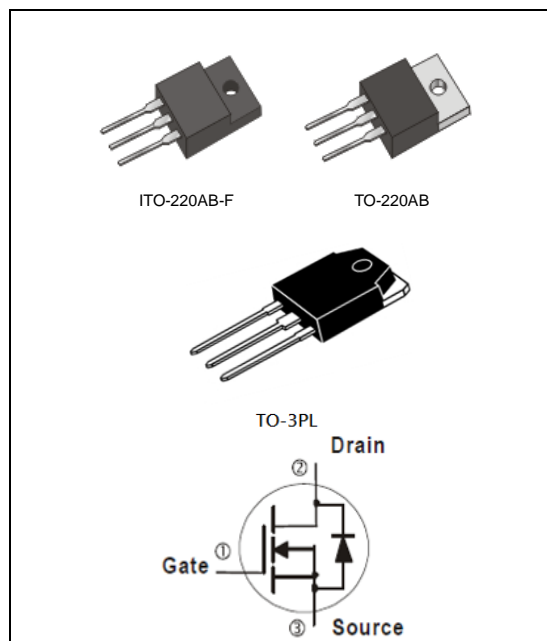 ITO-220AB-F TO-220AB
TO-3PL
Drain
②
①
Gate
③ Source